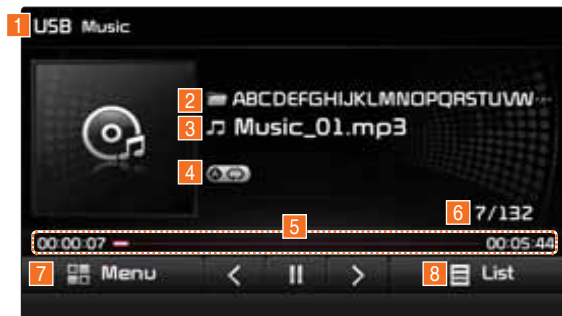 1 USB Music
2 ABCDEFGHIJKLMNOPQRSTUVW...
3 Music_01.mp3
4
6 7/132
5
00:00:07 00:05:44
7 Menu 8 List